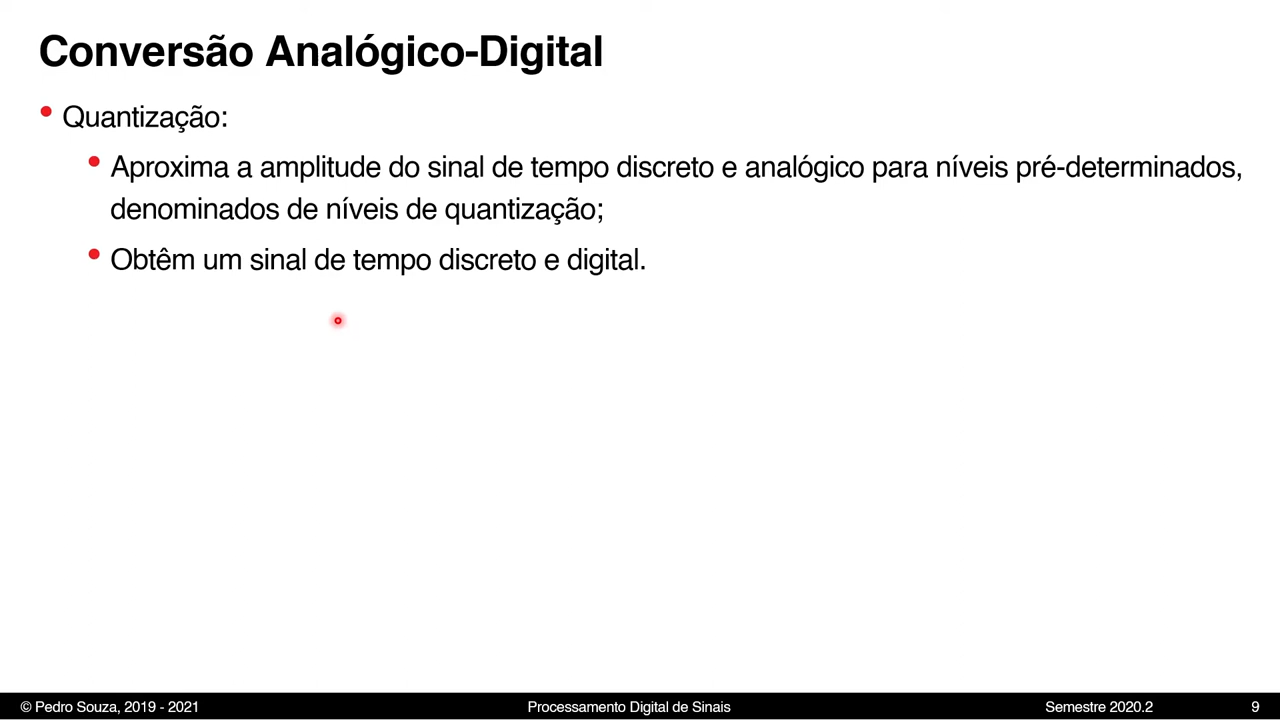 Conversão Analógico-Digital
• Quantização:
• Aproxima a amplitude do sinal de tempo discreto e analógico para níveis pré-determinados,
denominados de níveis de quantização;
• Obtêm um sinal de tempo discreto e digital.
© Pedro Souza, 2019 - 2021 Processamento Digital de Sinais Semestre 2020.2 9